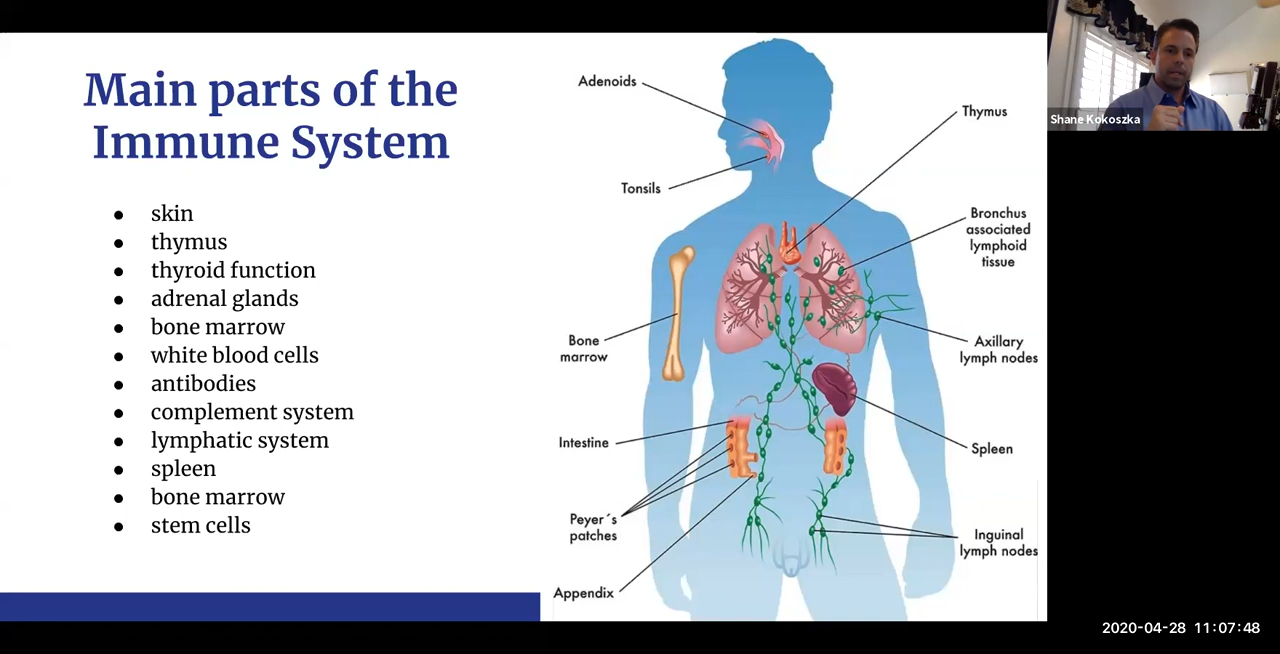 Main parts of the
Immune System
● skin
● thymus
● thyroid function
● adrenal glands
● bone marrow
● white blood cells
● antibodies
● complement system
● lymphatic system
● spleen
● bone marrow
● stem cells
Adenoids
Tonsils
Bone
marrow
Intestine
Peyer´s
patches
Appendix
Thymus
Bronchus
associated
lymphoid
tissue
Axillary
lymph nodes
Spleen
Inguinal
lymph nodes
Shane Kokoszka
2020-04-28 11:07:48